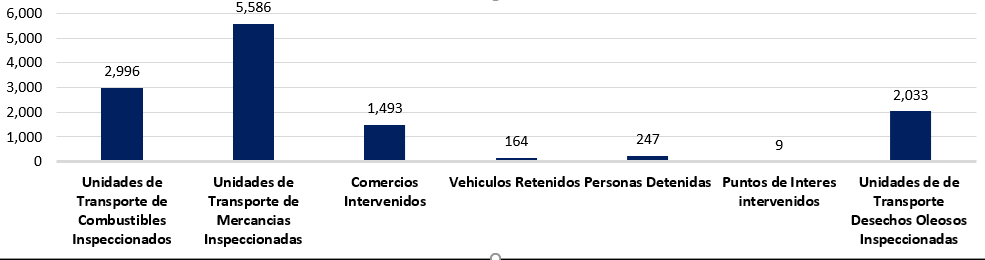 6,000
5,000
4,000
3,000
2,000
1,000
0
2,996
5,586
1,493
164
247
9
2,033
Unidades de
Transporte de
Combustibles
Inspeccionados
Unidades de
Transporte de
Mercancias
Inspeccionadas
Comercios
Intervenidos
Vehiculos Retenidos
Personas Detenidas
Puntos de Interes
intervenidos
Unidades de de
Transporte
Desechos Oleosos
Inspeccionadas